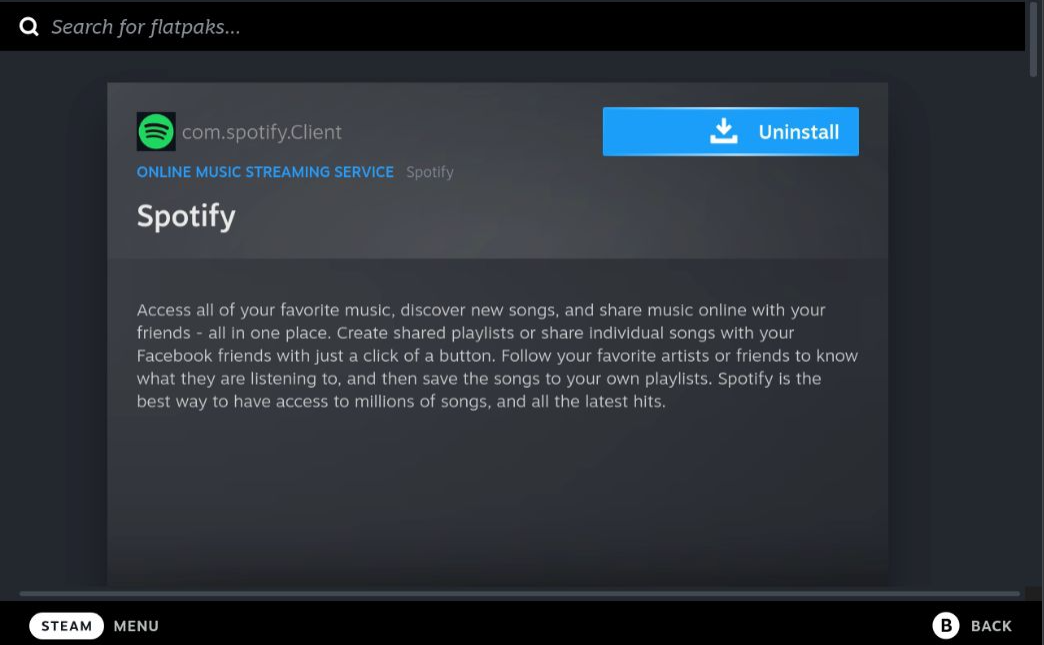 Search for flatpaks...
com.spotify.Client
Uninstall
ONLINE MUSIC STREAMING SERVICE Spotify
Spotify
Access all of your favorite music, discover new songs, and share music online with your
friends - all in one place. Create shared playlists or share individual songs with your
Facebook friends with just a click of a button. Follow your favorite artists or friends to know
what they are listening to, and then save the songs to your own playlists. Spotify is the
best way to have access to millions of songs, and all the latest hits.
STEAM MENU
B BACK